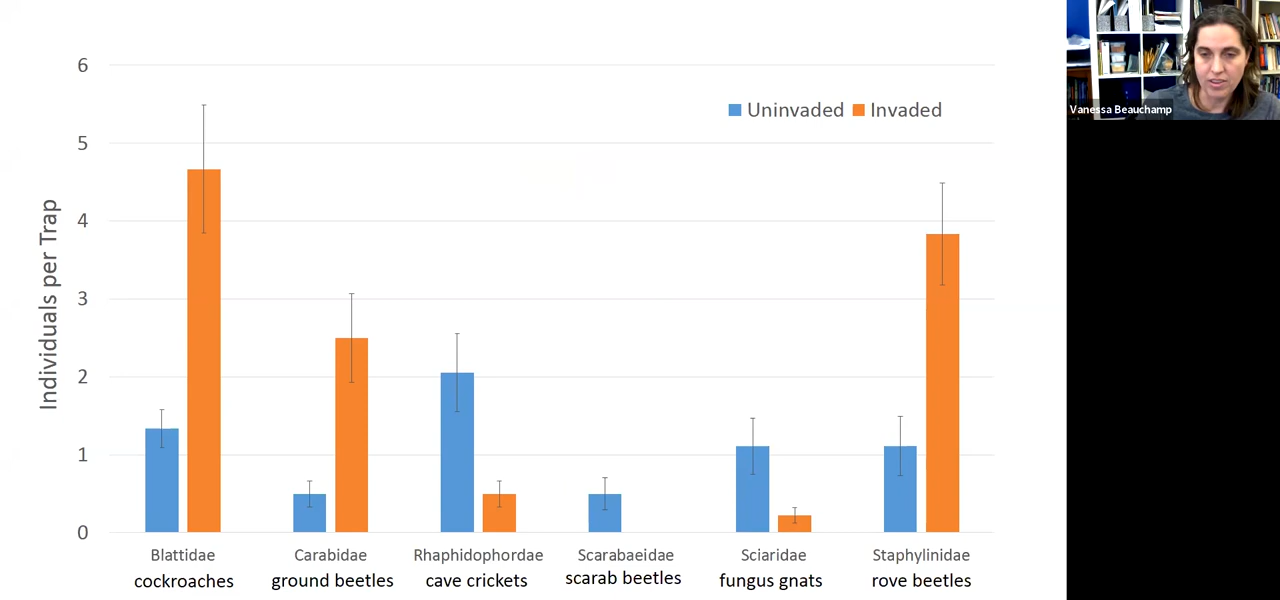 6
5
4
3
2
1
0
Individuals per Trap
Uninvaded Invaded
Blattidae
cockroaches
Carabidae
ground beetles
Rhaphidophordae
cave crickets
Scarabaeidae
scarab beetles
Sciaridae
fungus gnats
Staphylinidae
rove beetles
Vanessa Beauchamp